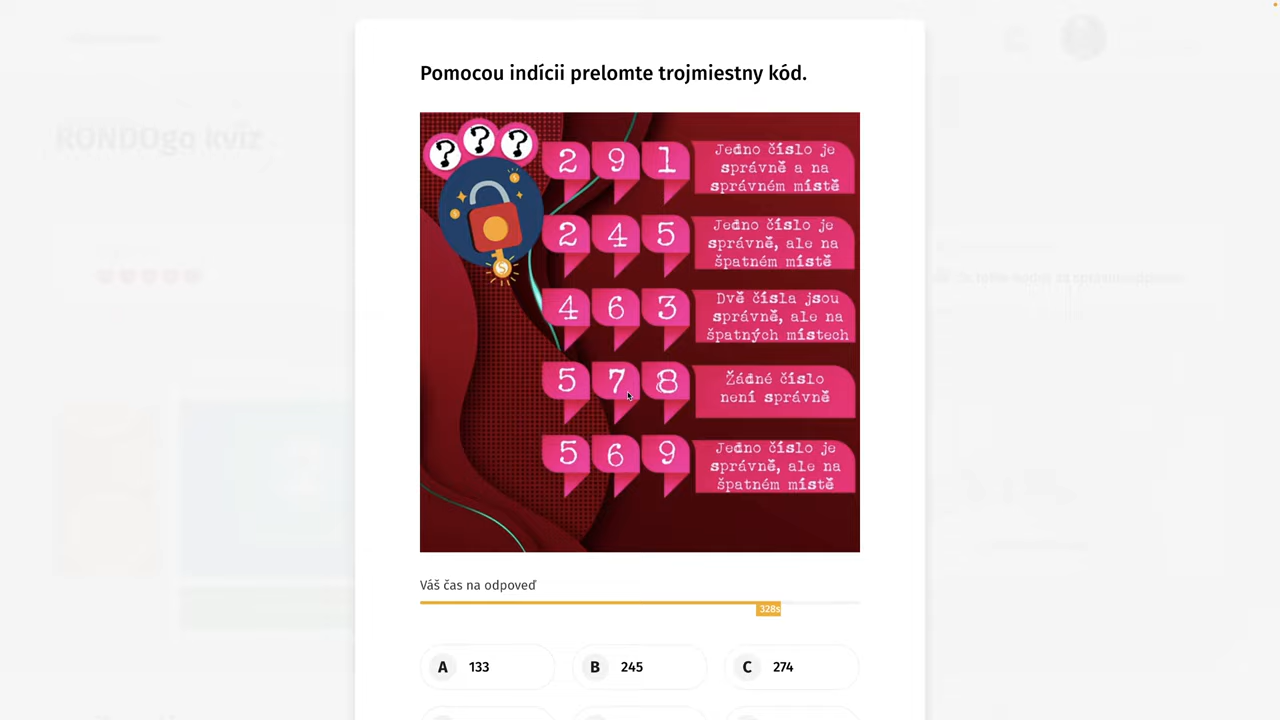 RONDOgo kvíz
Pomocou indícii prelomte trojmiestny kód.
? ? ?
2 9 1
Jedno číslo je
správně a na
správném místě
2 4 5
Jedno číslo je
správně, ale na
špatném místě
4 6 3
Dvě čísla jsou
správně, ale na
špatných místech
5 7 8
Žádné číslo
není správně
5 6 9
Jedno číslo je
správně, ale na
špatném místě
Váš čas na odpoveď
328s
A 133
B 245
C 274